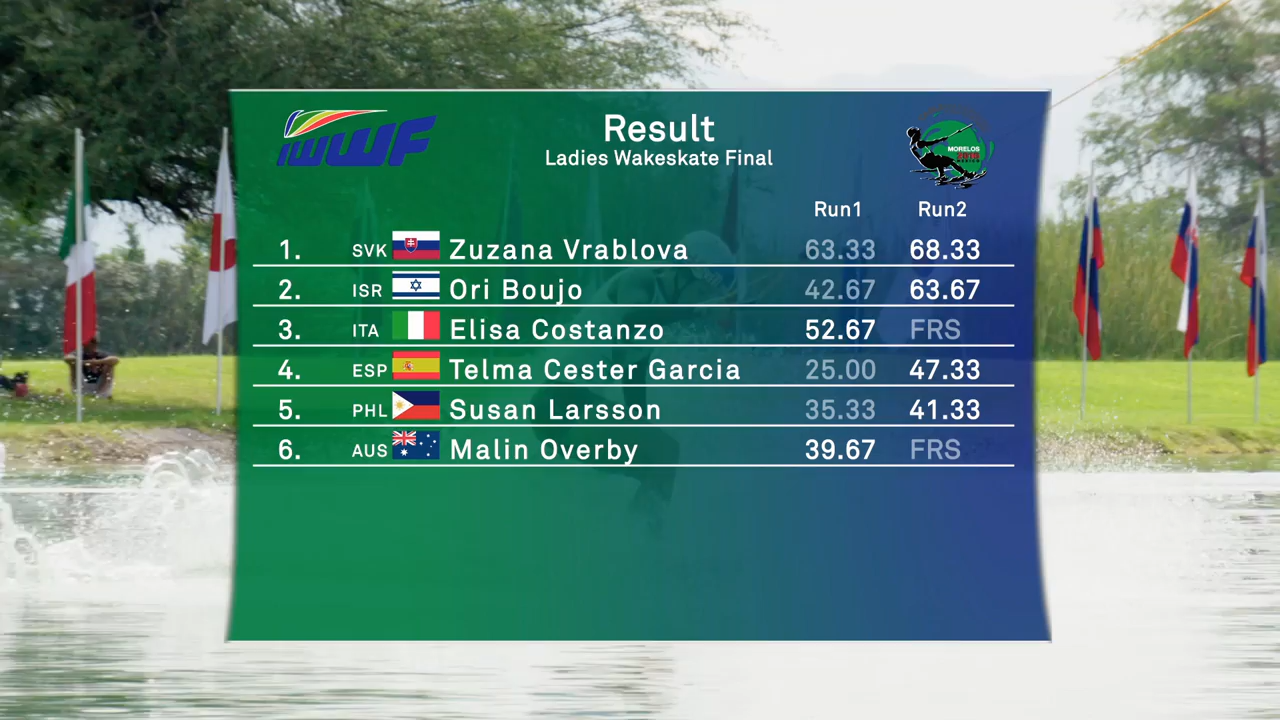 IWWF
Result
Ladies Wakeskate Final
MORELOS
MEXICO
Run1 Run2
1. SVK Zuzana Vrablova 63.33 68.33
2. ISR Ori Boujo 42.67 63.67
3. ITA Elisa Costanzo 52.67 FRS
4. ESP Telma Cester Garcia 25.00 47.33
5. PHL Susan Larsson 35.33 41.33
6. AUS Malin Overby 39.67 FRS